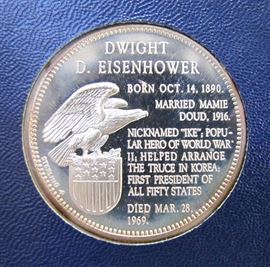 DWIGHT
D. EISENHOWER
BORN OCT. 14, 1890.
MARRIED MAMIE
DOUD, 1916.
NICKNAMED "IKE"; POPU-
LAR HERO OF WORLD WAR
II; HELPED ARRANGE
THE TRUCE IN KOREA;
FIRST PRESIDENT OF
ALL FIFTY STATES
DIED MAR. 28,
1969.